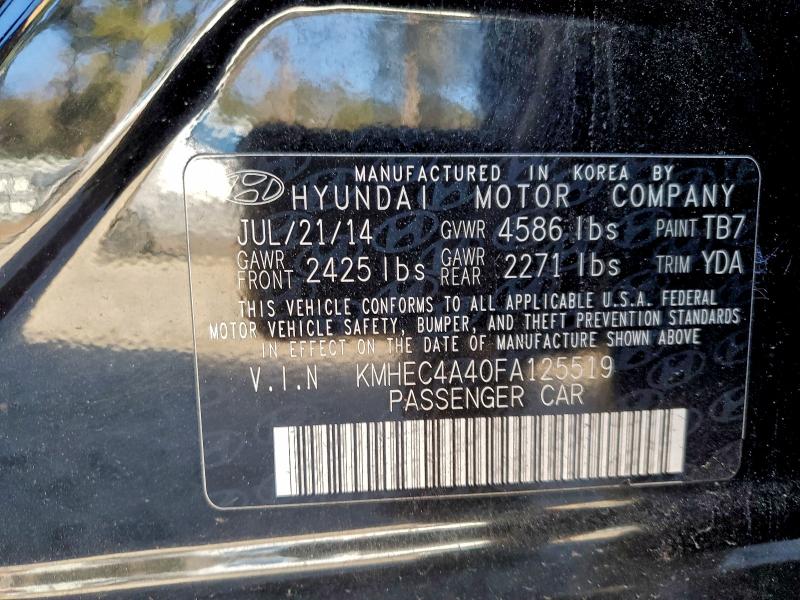 MANUFACTURED IN KOREA BY
HYUNDAI MOTOR COMPANY
JUL/21/14 GVWR 4586 lbs PAINT TB7
GAWR FRONT 2425 lbs GAWR REAR 2271 lbs TRIM YDA
THIS VEHICLE CONFORMS TO ALL APPLICABLE U.S.A. FEDERAL
MOTOR VEHICLE SAFETY, BUMPER, AND THEFT PREVENTION STANDARDS
IN EFFECT ON THE DATE OF MANUFACTURE SHOWN ABOVE
V.I.N KMHEC4A40FA125519
PASSENGER CAR